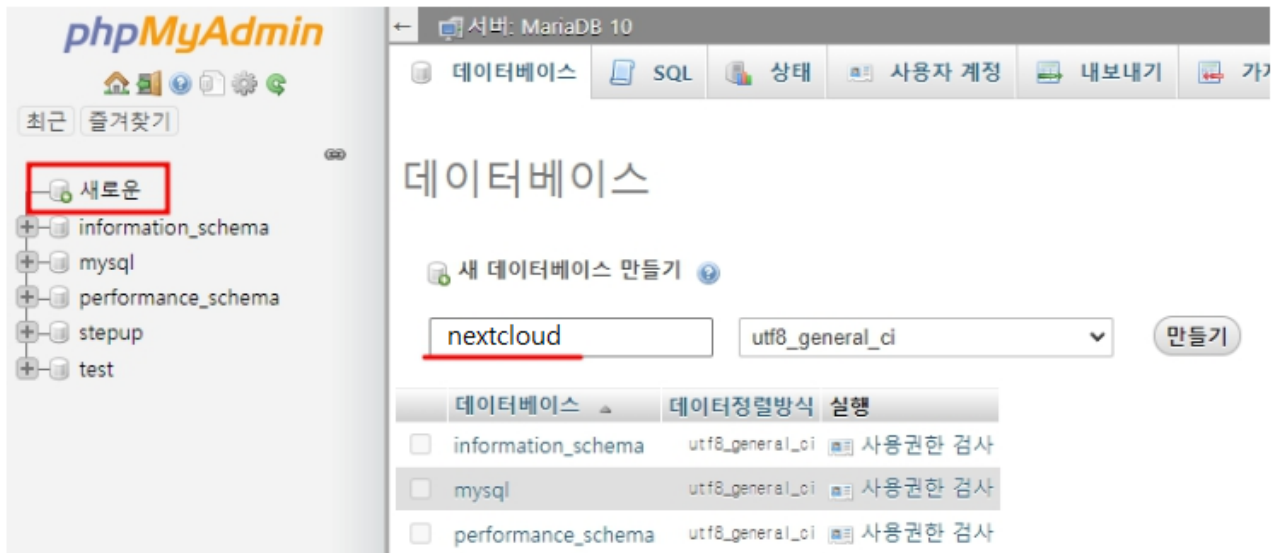 phpMyAdmin
최근 즐겨찾기
새로운
information_schema
mysql
performance_schema
stepup
test
← 서버: MariaDB 10
데이터베이스 SQL 상태 사용자 계정 내보내기
데이터베이스
새 데이터베이스 만들기
nextcloud utf8_general_ci 만들기
데이터베이스 데이터정렬방식 실행
information_schema utf8_general_ci 사용권한 검사
mysql utf8_general_ci 사용권한 검사
performance_schema utf8_general_ci 사용권한 검사